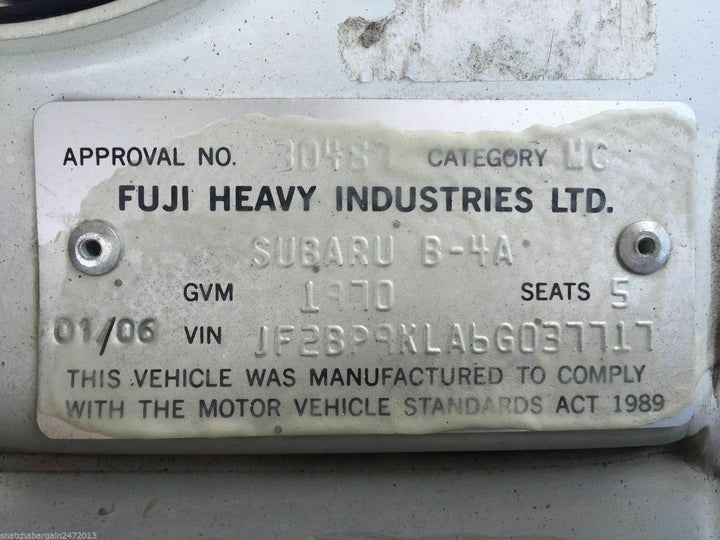 APPROVAL NO. 30487 CATEGORY MC
FUJI HEAVY INDUSTRIES LTD.
SUBARU B-4A
GVM 1970 SEATS 5
01/06 VIN JF2BP9KLA6G037717
THIS VEHICLE WAS MANUFACTURED TO COMPLY
WITH THE MOTOR VEHICLE STANDARDS ACT 1989
snatchabargain2472013